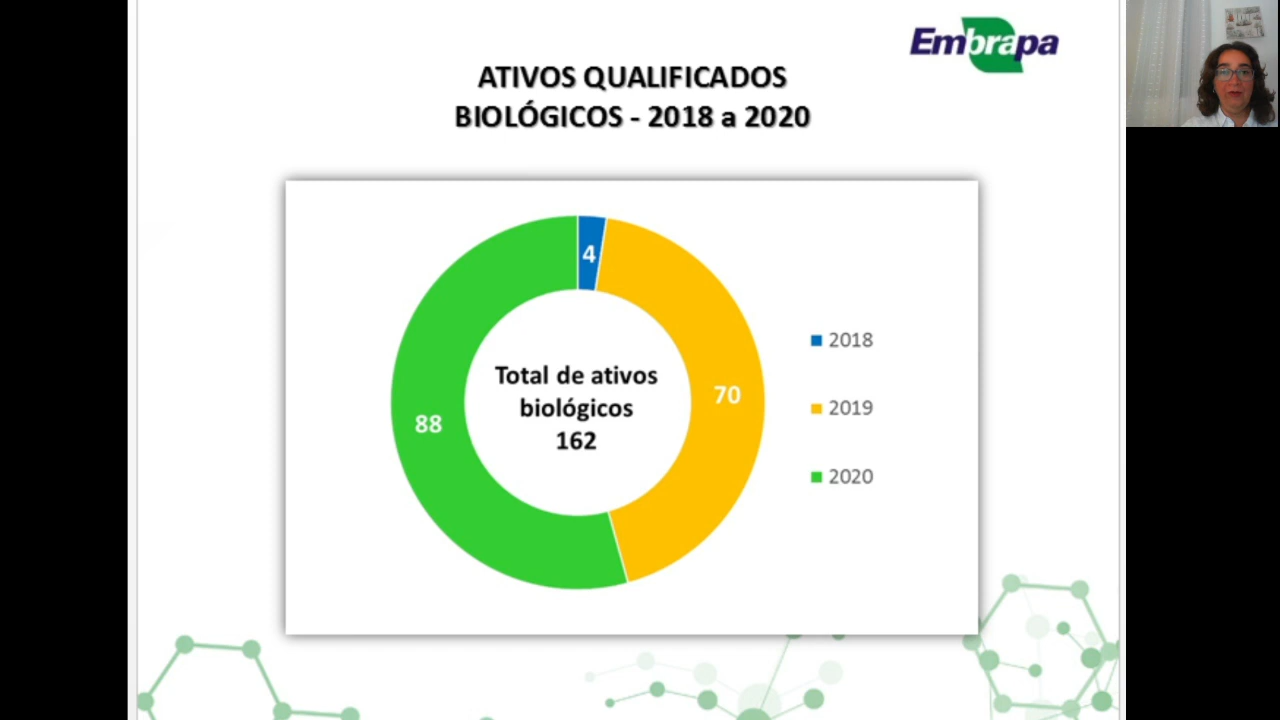 Embrapa
ATIVOS QUALIFICADOS
BIOLÓGICOS - 2018 a 2020
4
70
88
Total de ativos
biológicos
162
2018
2019
2020